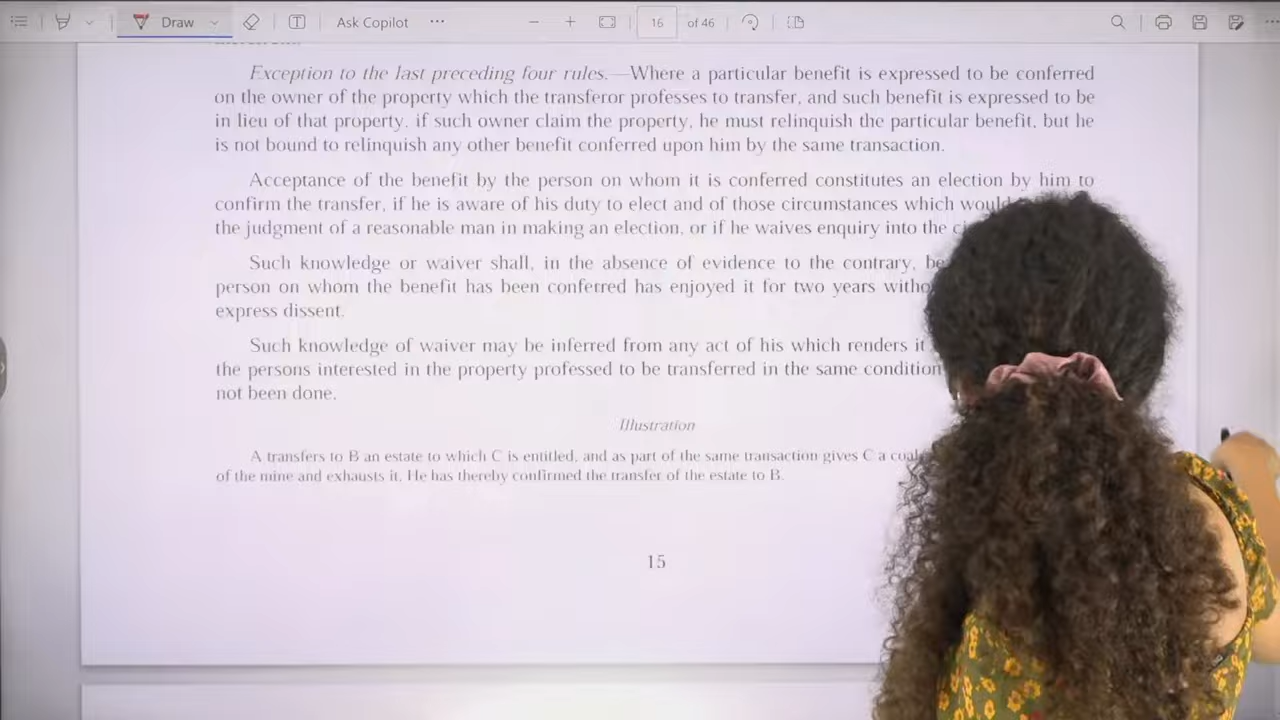 Draw
Ask Copilot
16 of 46
Exception to the last preceding four rules.—Where a particular benefit is expressed to be conferred
on the owner of the property which the transferor professes to transfer, and such benefit is expressed to be
in lieu of that property, if such owner claim the property, he must relinquish the particular benefit, but he
is not bound to relinquish any other benefit conferred upon him by the same transaction.
Acceptance of the benefit by the person on whom it is conferred constitutes an election by him to
confirm the transfer, if he is aware of his duty to elect and of those circumstances which would
the judgment of a reasonable man in making an election, or if he waives enquiry into the
Such knowledge or waiver shall, in the absence of evidence to the contrary, be
person on whom the benefit has been conferred has enjoyed it for two years
express dissent.
Such knowledge of waiver may be inferred from any act of his which renders it
the persons interested in the property professed to be transferred in the same condition
not been done.
Illustration
A transfers to B an estate to which C is entitled, and as part of the same transaction gives C a
of the mine and exhausts it. He has thereby confirmed the transfer of the estate to B.
15